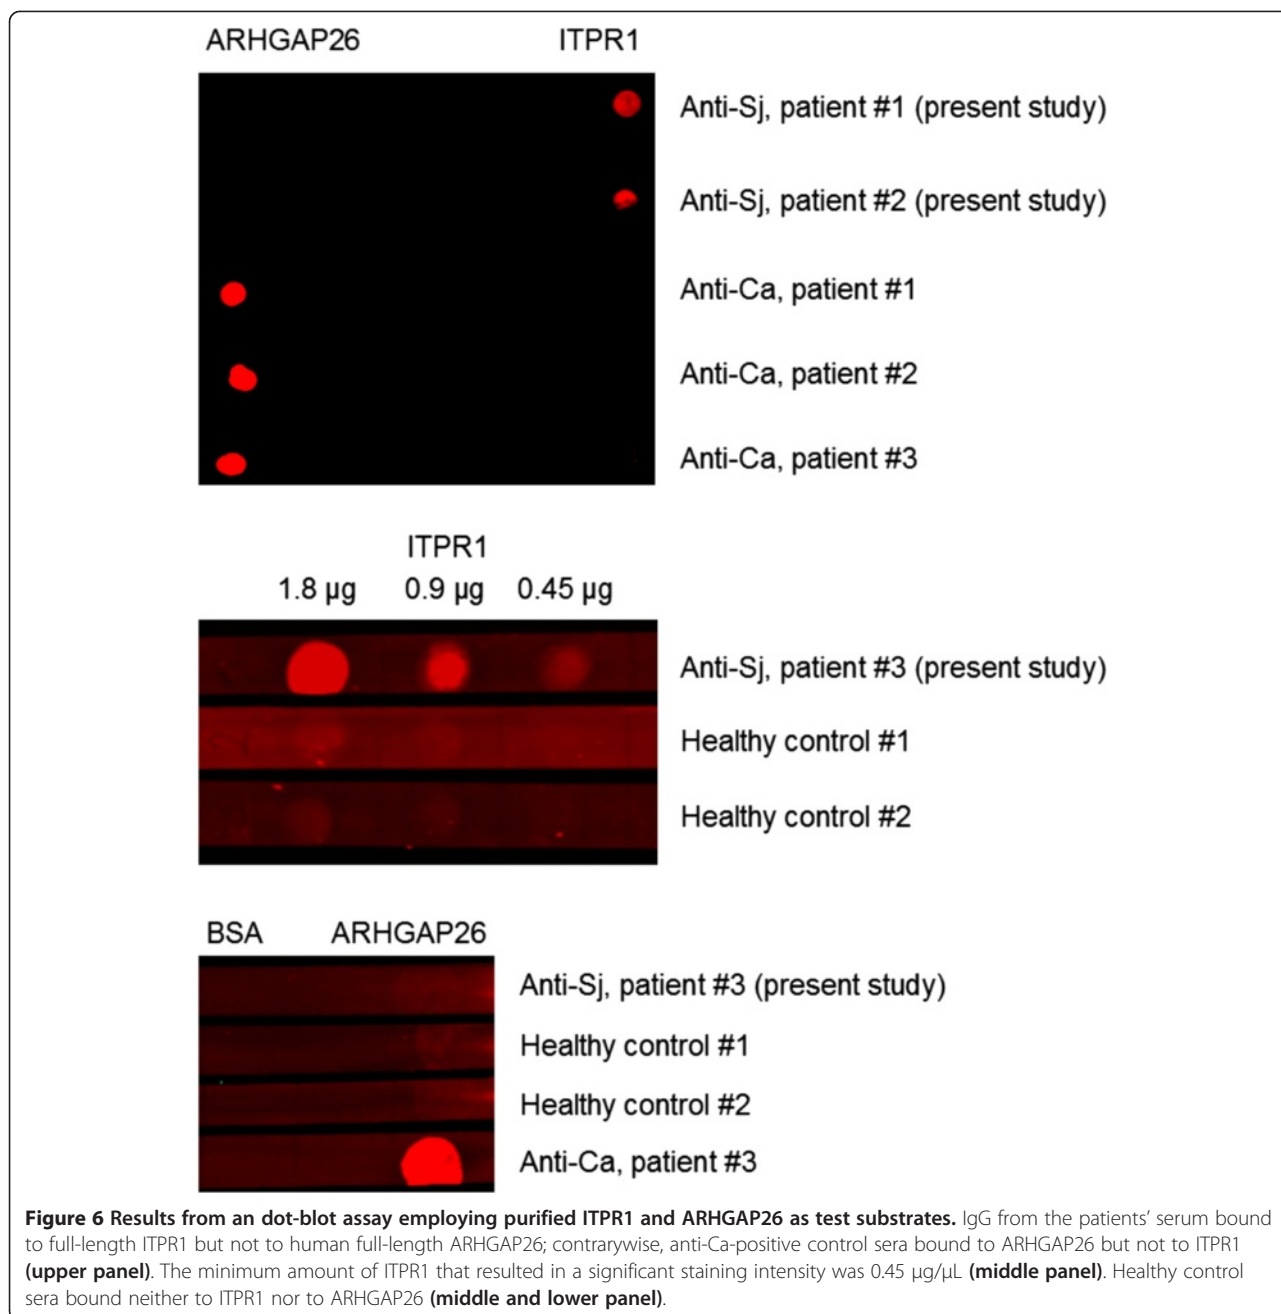 ARHGAP26 ITPR1
Anti-Sj, patient #1 (present study)
Anti-Sj, patient #2 (present study)
Anti-Ca, patient #1
Anti-Ca, patient #2
Anti-Ca, patient #3
ITPR1
1.8 µg 0.9 µg 0.45 µg
Anti-Sj, patient #3 (present study)
Healthy control #1
Healthy control #2
BSA ARHGAP26
Anti-Sj, patient #3 (present study)
Healthy control #1
Healthy control #2
Anti-Ca, patient #3
Figure 6 Results from an dot-blot assay employing purified ITPR1 and ARHGAP26 as test substrates. IgG from the patients' serum bound
to full-length ITPR1 but not to human full-length ARHGAP26; contrarywise, anti-Ca-positive control sera bound to ARHGAP26 but not to ITPR1
(upper panel). The minimum amount of ITPR1 that resulted in a significant staining intensity was 0.45 µg/µL (middle panel). Healthy control
sera bound neither to ITPR1 nor to ARHGAP26 (middle and lower panel).